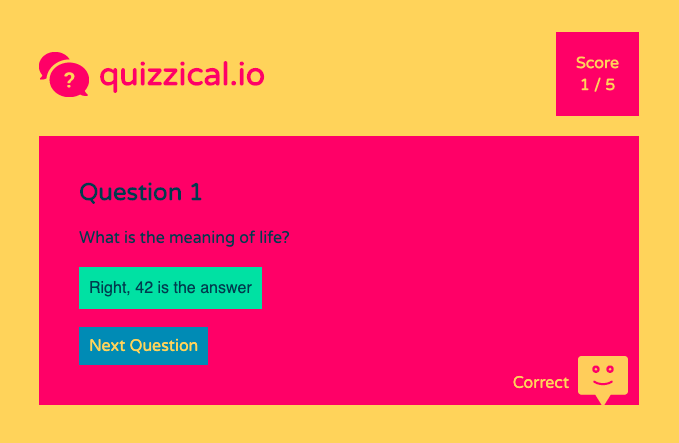 ?
quizzical.io
Score
1 / 5
Question 1
What is the meaning of life?
Right, 42 is the answer
Next Question
Correct